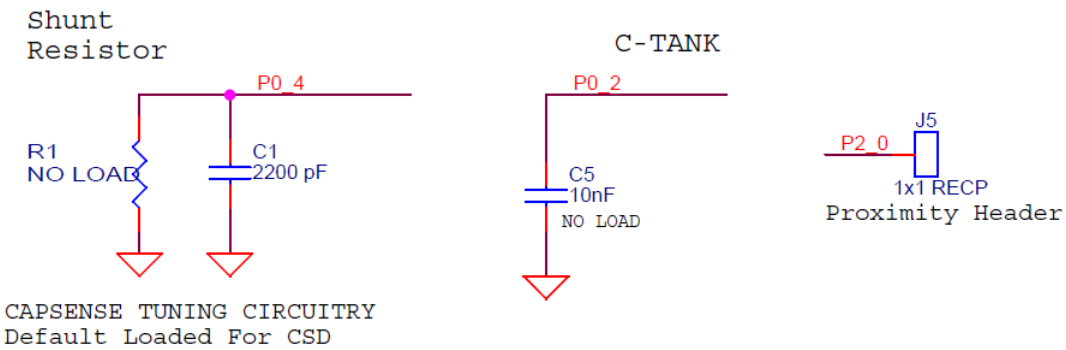 Shunt
Resistor
P0_4
R1
NO LOAD
C1
2200 pF
C-TANK
P0_2
C5
10nF
NO LOAD
J5
P2_0
1x1 RECP
Proximity Header
CAPSENSE TUNING CIRCUITRY
Default Loaded For CSD